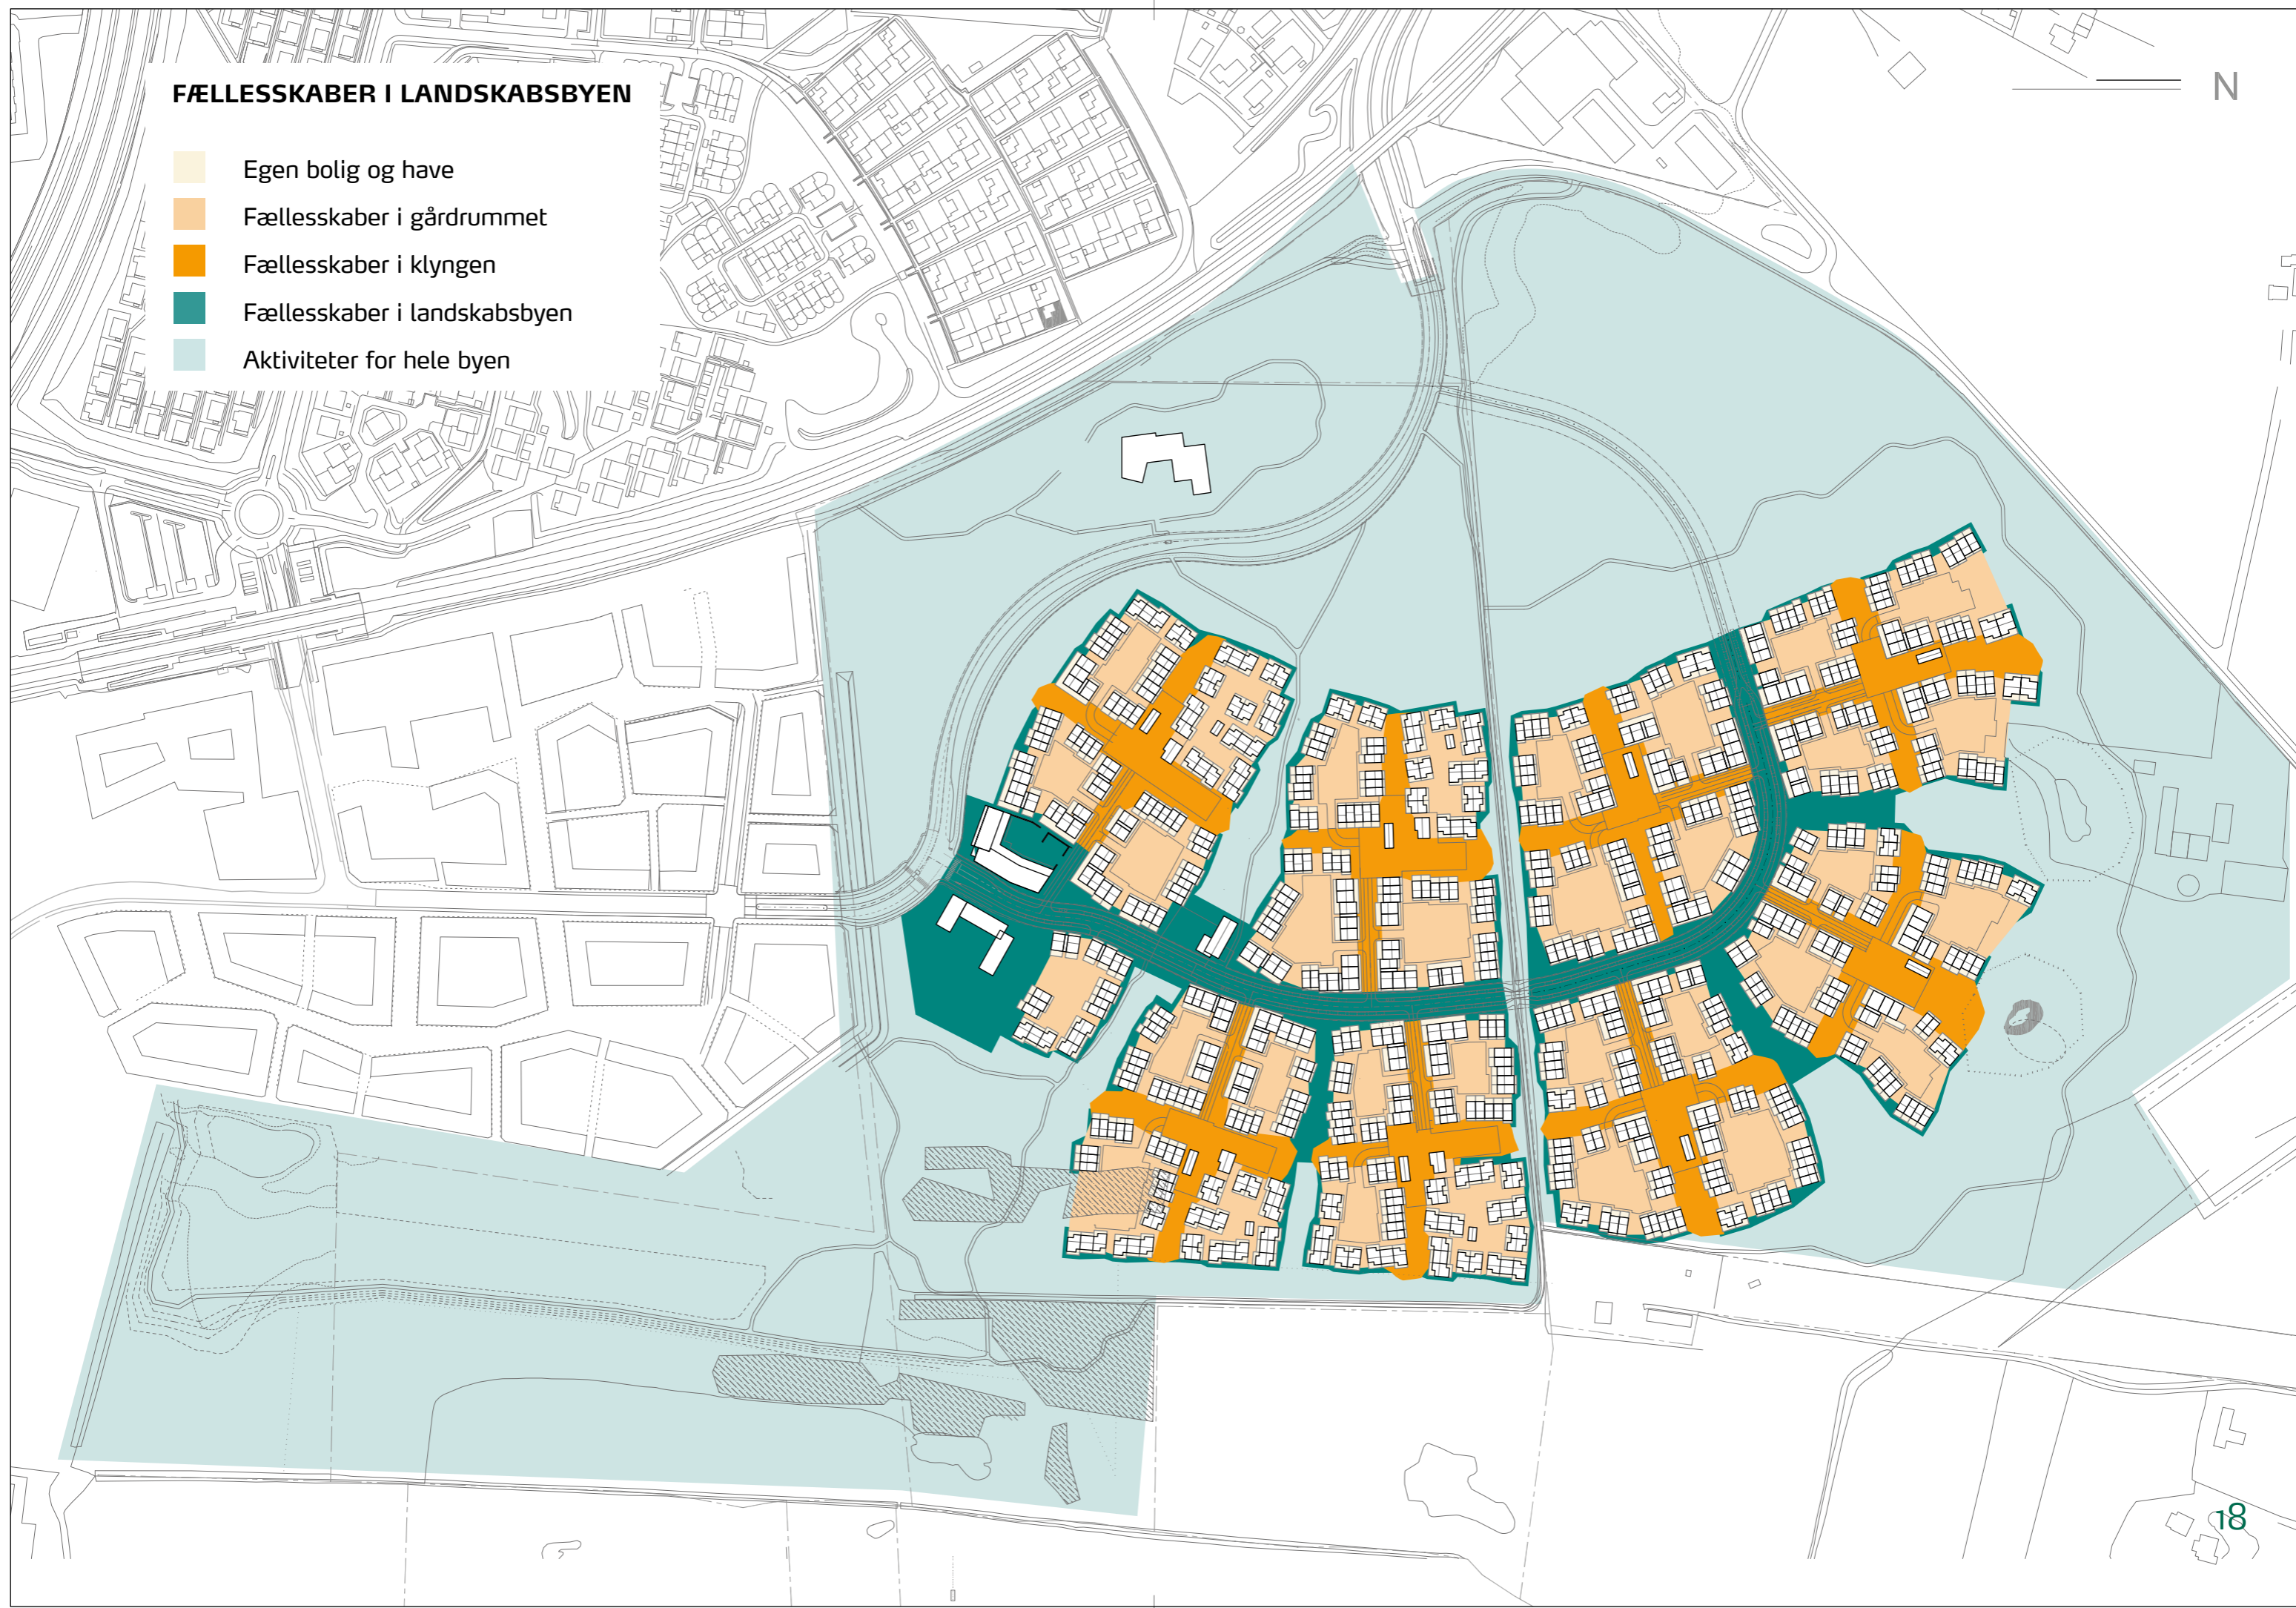 FÆLLESSKABER I LANDSKABSBYEN
Egen bolig og have
Fællesskaber i gårdrummet
Fællesskaber i klyngen
Fællesskaber i landskabsbyen
Aktiviteter for hele byen
N
18